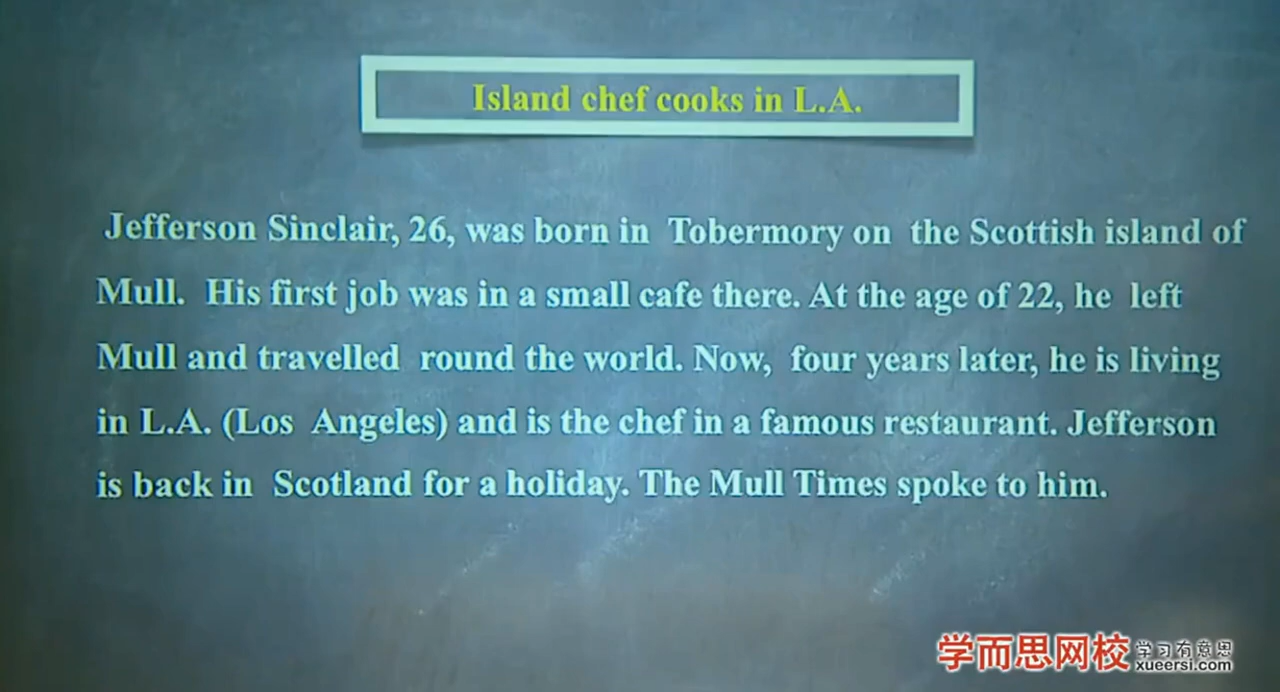 Island chef cooks in L.A.
Jefferson Sinclair, 26, was born in Tobermory on the Scottish island of
Mull. His first job was in a small cafe there. At the age of 22, he left
Mull and travelled round the world. Now, four years later, he is living
in L.A. (Los Angeles) and is the chef in a famous restaurant. Jefferson
is back in Scotland for a holiday. The Mull Times spoke to him.
学而思网校 学习有意思
xueersi.com